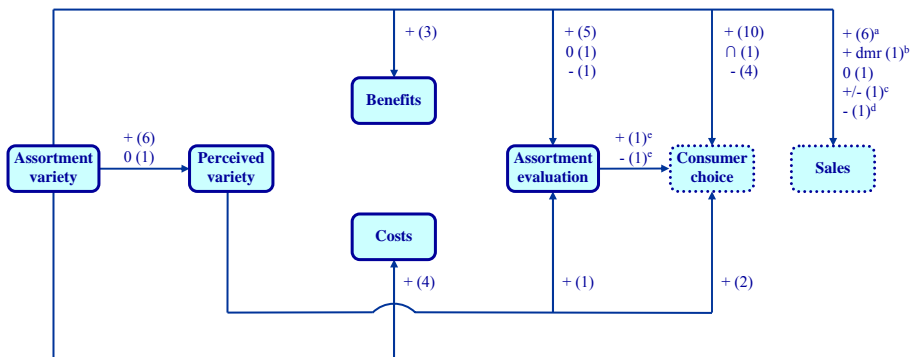 + (3)
+ (5)
0 (1)
- (1)
+ (10)
∩ (1)
- (4)
+ (6)ᵃ
+ dmr (1)ᵇ
0 (1)
+/- (1)ᶜ
- (1)ᵈ
Benefits
Assortment
variety
+ (6)
0 (1)
Perceived
variety
Assortment
evaluation
+ (1)ᵉ
- (1)ᵉ
Consumer
choice
Sales
Costs
+ (4)
+ (1)
+ (2)